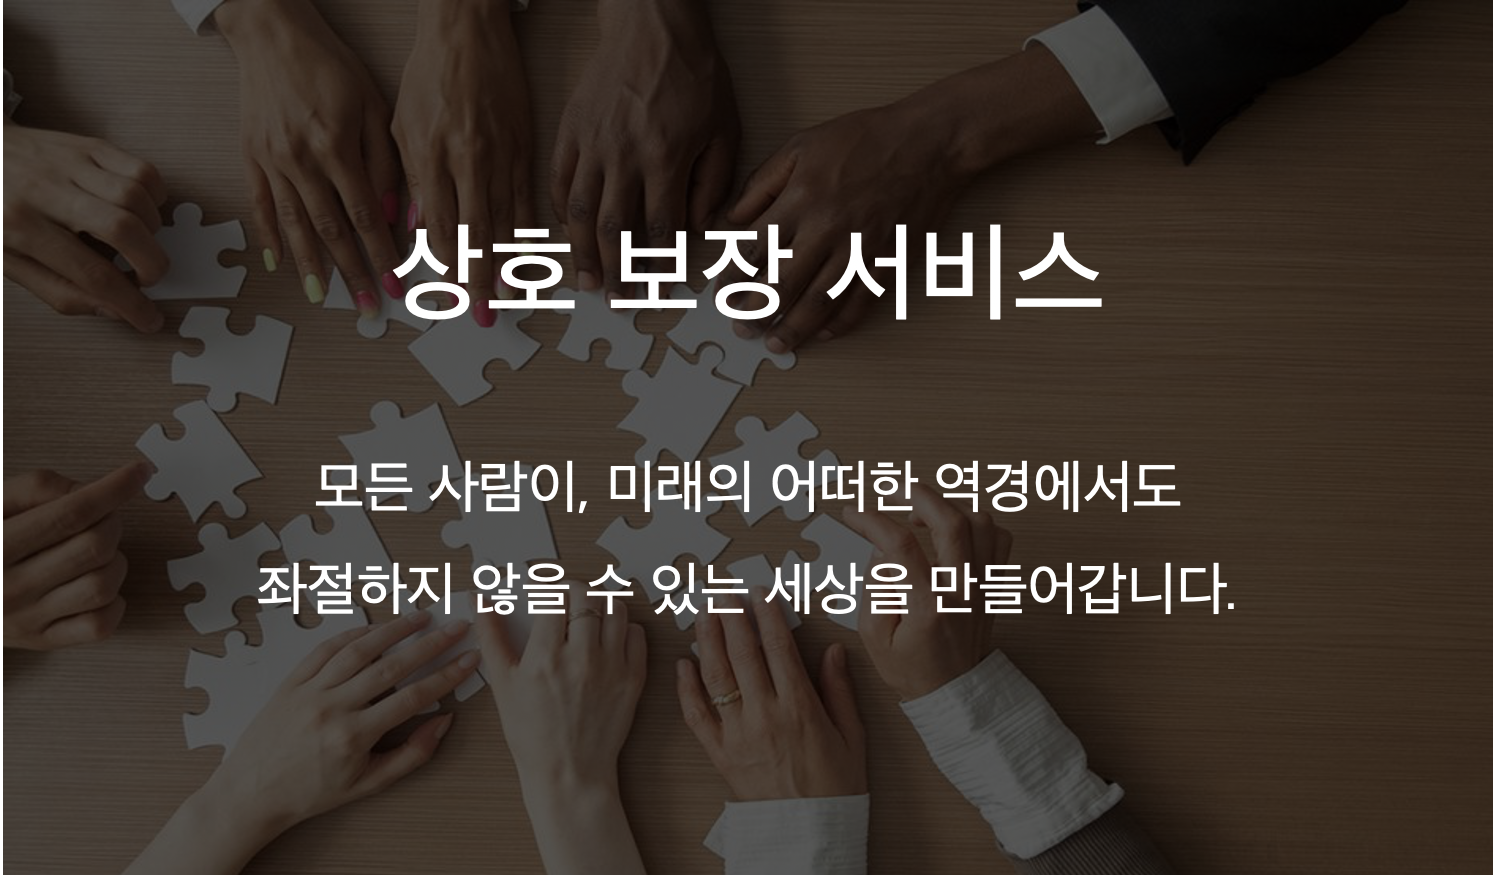 상호 보장 서비스
모든 사람이, 미래의 어떠한 역경에서도
좌절하지 않을 수 있는 세상을 만들어갑니다.